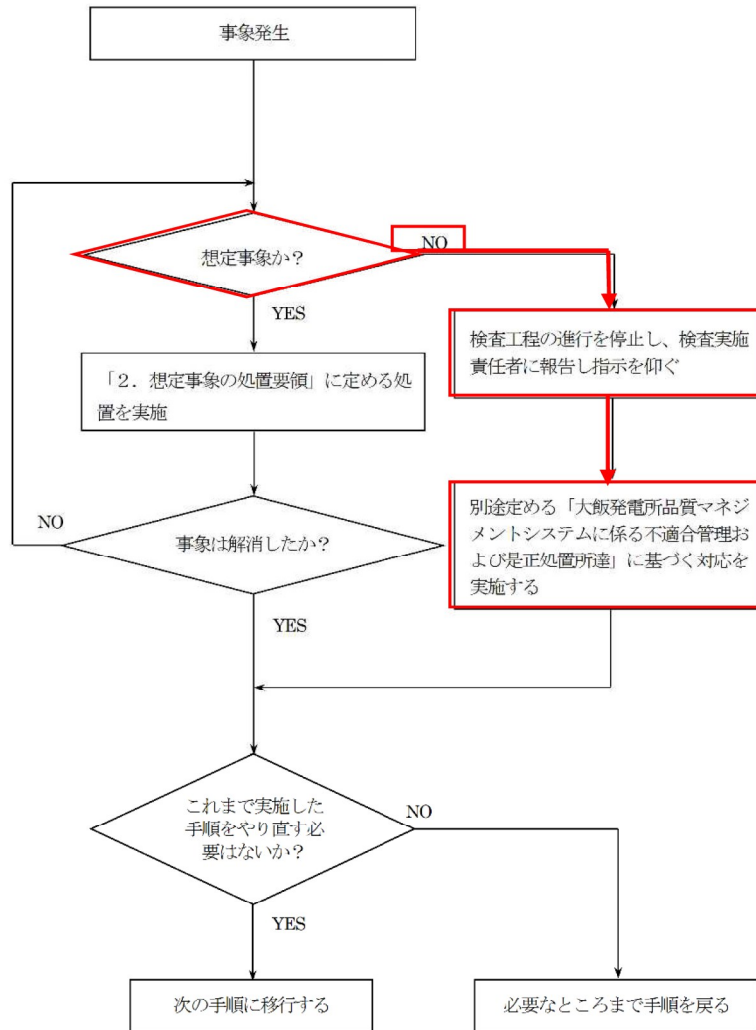 事象発生
想定事象か？
NO
YES
検査工程の進行を停止し、検査実施
責任者に報告し指示を仰ぐ
「２．想定事象の処置要領」に定める処
置を実施
別途定める「大飯発電所品質マネジ
メントシステムに係る不適合管理お
よび是正処置所達」に基づく対応を
実施する
NO
事象は解消したか？
YES
これまで実施した
手順をやり直す必
要はないか？
NO
YES
次の手順に移行する
必要なところまで手順を戻る